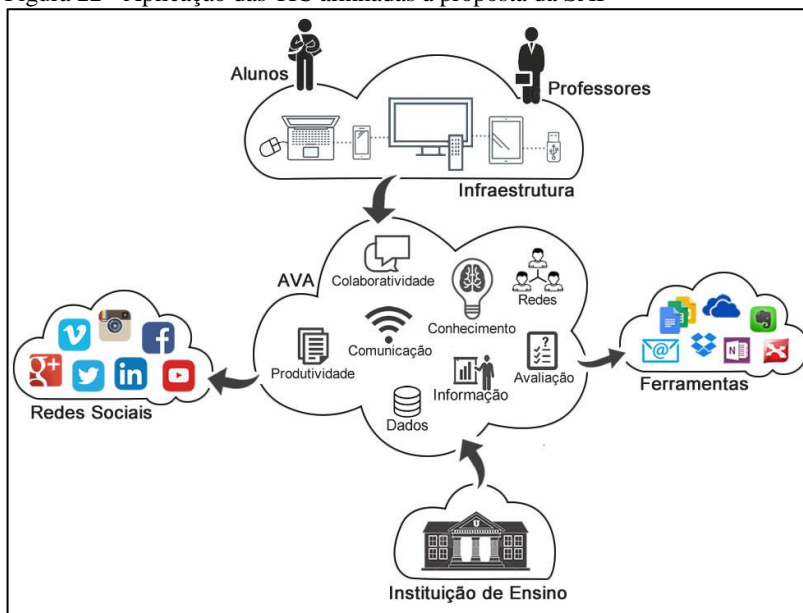 Alunos
Professores
Infraestrutura
AVA
Colaboratividade
Redes
Conhecimento
Comunicação
Produtividade
Avaliação
Informação
Dados
Redes Sociais
Ferramentas
Instituição de Ensino